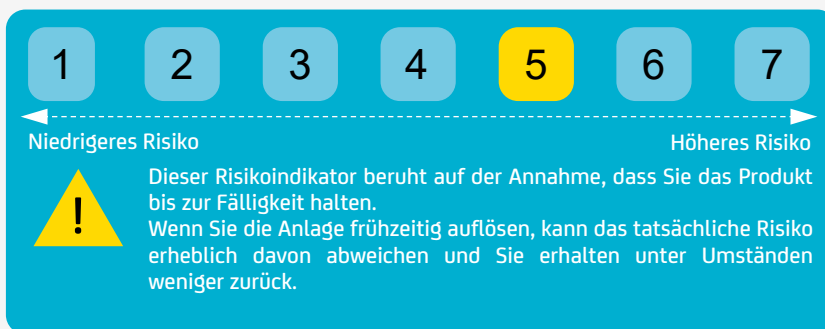 1 2 3 4 5 6 7
Niedrigeres Risiko Höheres Risiko
Dieser Risikoindikator beruht auf der Annahme, dass Sie das Produkt
bis zur Fälligkeit halten.
Wenn Sie die Anlage frühzeitig auflösen, kann das tatsächliche Risiko
erheblich davon abweichen und Sie erhalten unter Umständen
weniger zurück.
!